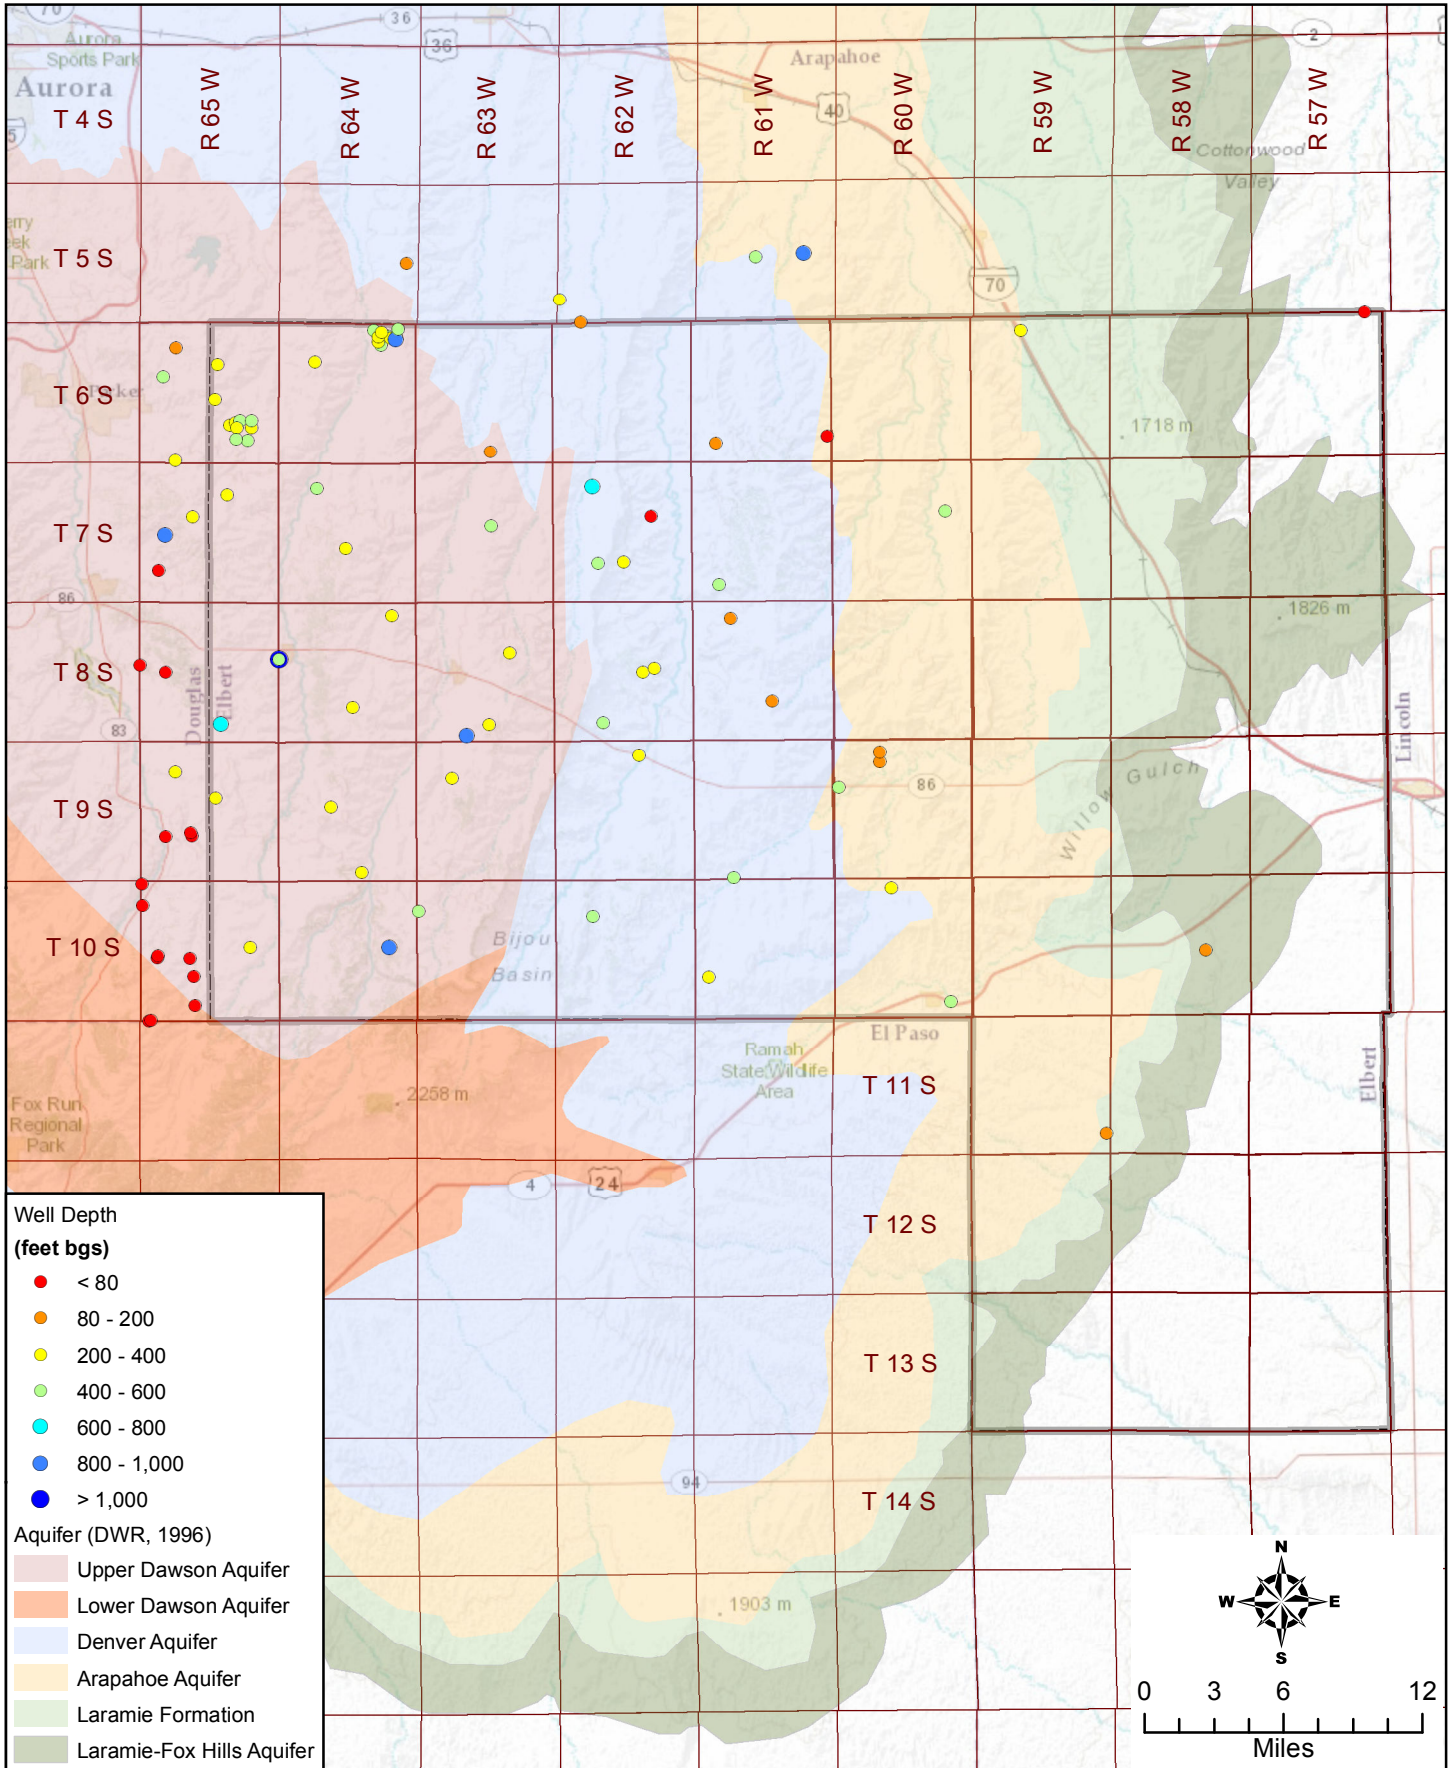 70
36
2
Aurora
Sports Park
36
Arapahoe
Aurora
40
R 65 W
R 64 W
R 63 W
R 62 W
R 61 W
R 60 W
R 59 W
R 58 W
R 57 W
T 4 S
5
Cottonwood
Valley
erry
eek
Park
T 5 S
70
T 6 S
Parker
1718 m
T 7 S
86
1826 m
T 8 S
Douglas
Elbert
83
Lincoln
Willow Gulch
86
T 9 S
T 10 S
Bijou
Basin
El Paso
Ramah
State Wildlife
Area
T 11 S
Elbert
2258 m
Fox Run
Regional
Park
4
24
T 12 S
T 13 S
94
T 14 S
1903 m
Well Depth
(feet bgs)
< 80
80 - 200
200 - 400
400 - 600
600 - 800
800 - 1,000
> 1,000
Aquifer (DWR, 1996)
Upper Dawson Aquifer
Lower Dawson Aquifer
Denver Aquifer
Arapahoe Aquifer
Laramie Formation
Laramie-Fox Hills Aquifer
N
W
E
S
0 3 6 12
Miles